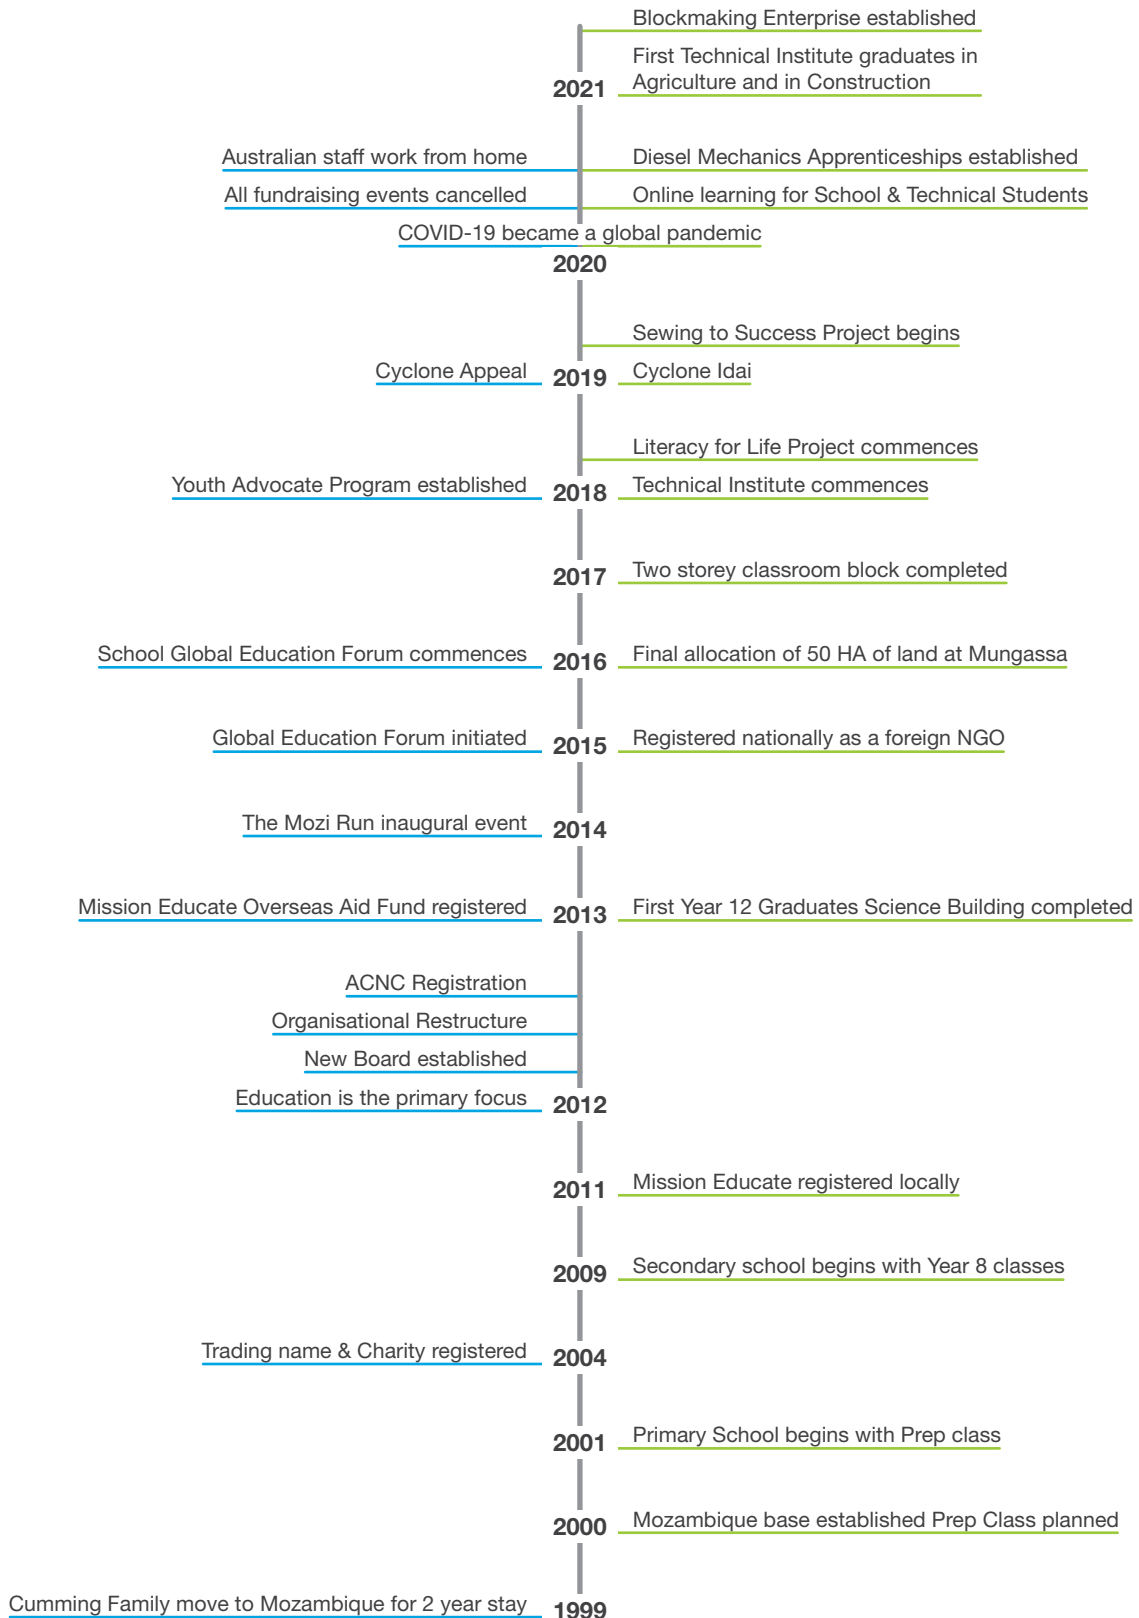 Blockmaking Enterprise established
First Technical Institute graduates in
Agriculture and in Construction
2021
Australian staff work from home
Diesel Mechanics Apprenticeships established
All fundraising events cancelled
Online learning for School & Technical Students
COVID-19 became a global pandemic
2020
Sewing to Success Project begins
Cyclone Appeal
2019
Cyclone Idai
Literacy for Life Project commences
Youth Advocate Program established
2018
Technical Institute commences
2017
Two storey classroom block completed
School Global Education Forum commences
2016
Final allocation of 50 HA of land at Mungassa
Global Education Forum initiated
2015
Registered nationally as a foreign NGO
The Mozi Run inaugural event
2014
Mission Educate Overseas Aid Fund registered
2013
First Year 12 Graduates Science Building completed
ACNC Registration
Organisational Restructure
New Board established
Education is the primary focus
2012
2011
Mission Educate registered locally
2009
Secondary school begins with Year 8 classes
Trading name & Charity registered
2004
2001
Primary School begins with Prep class
2000
Mozambique base established Prep Class planned
Cumming Family move to Mozambique for 2 year stay
1999